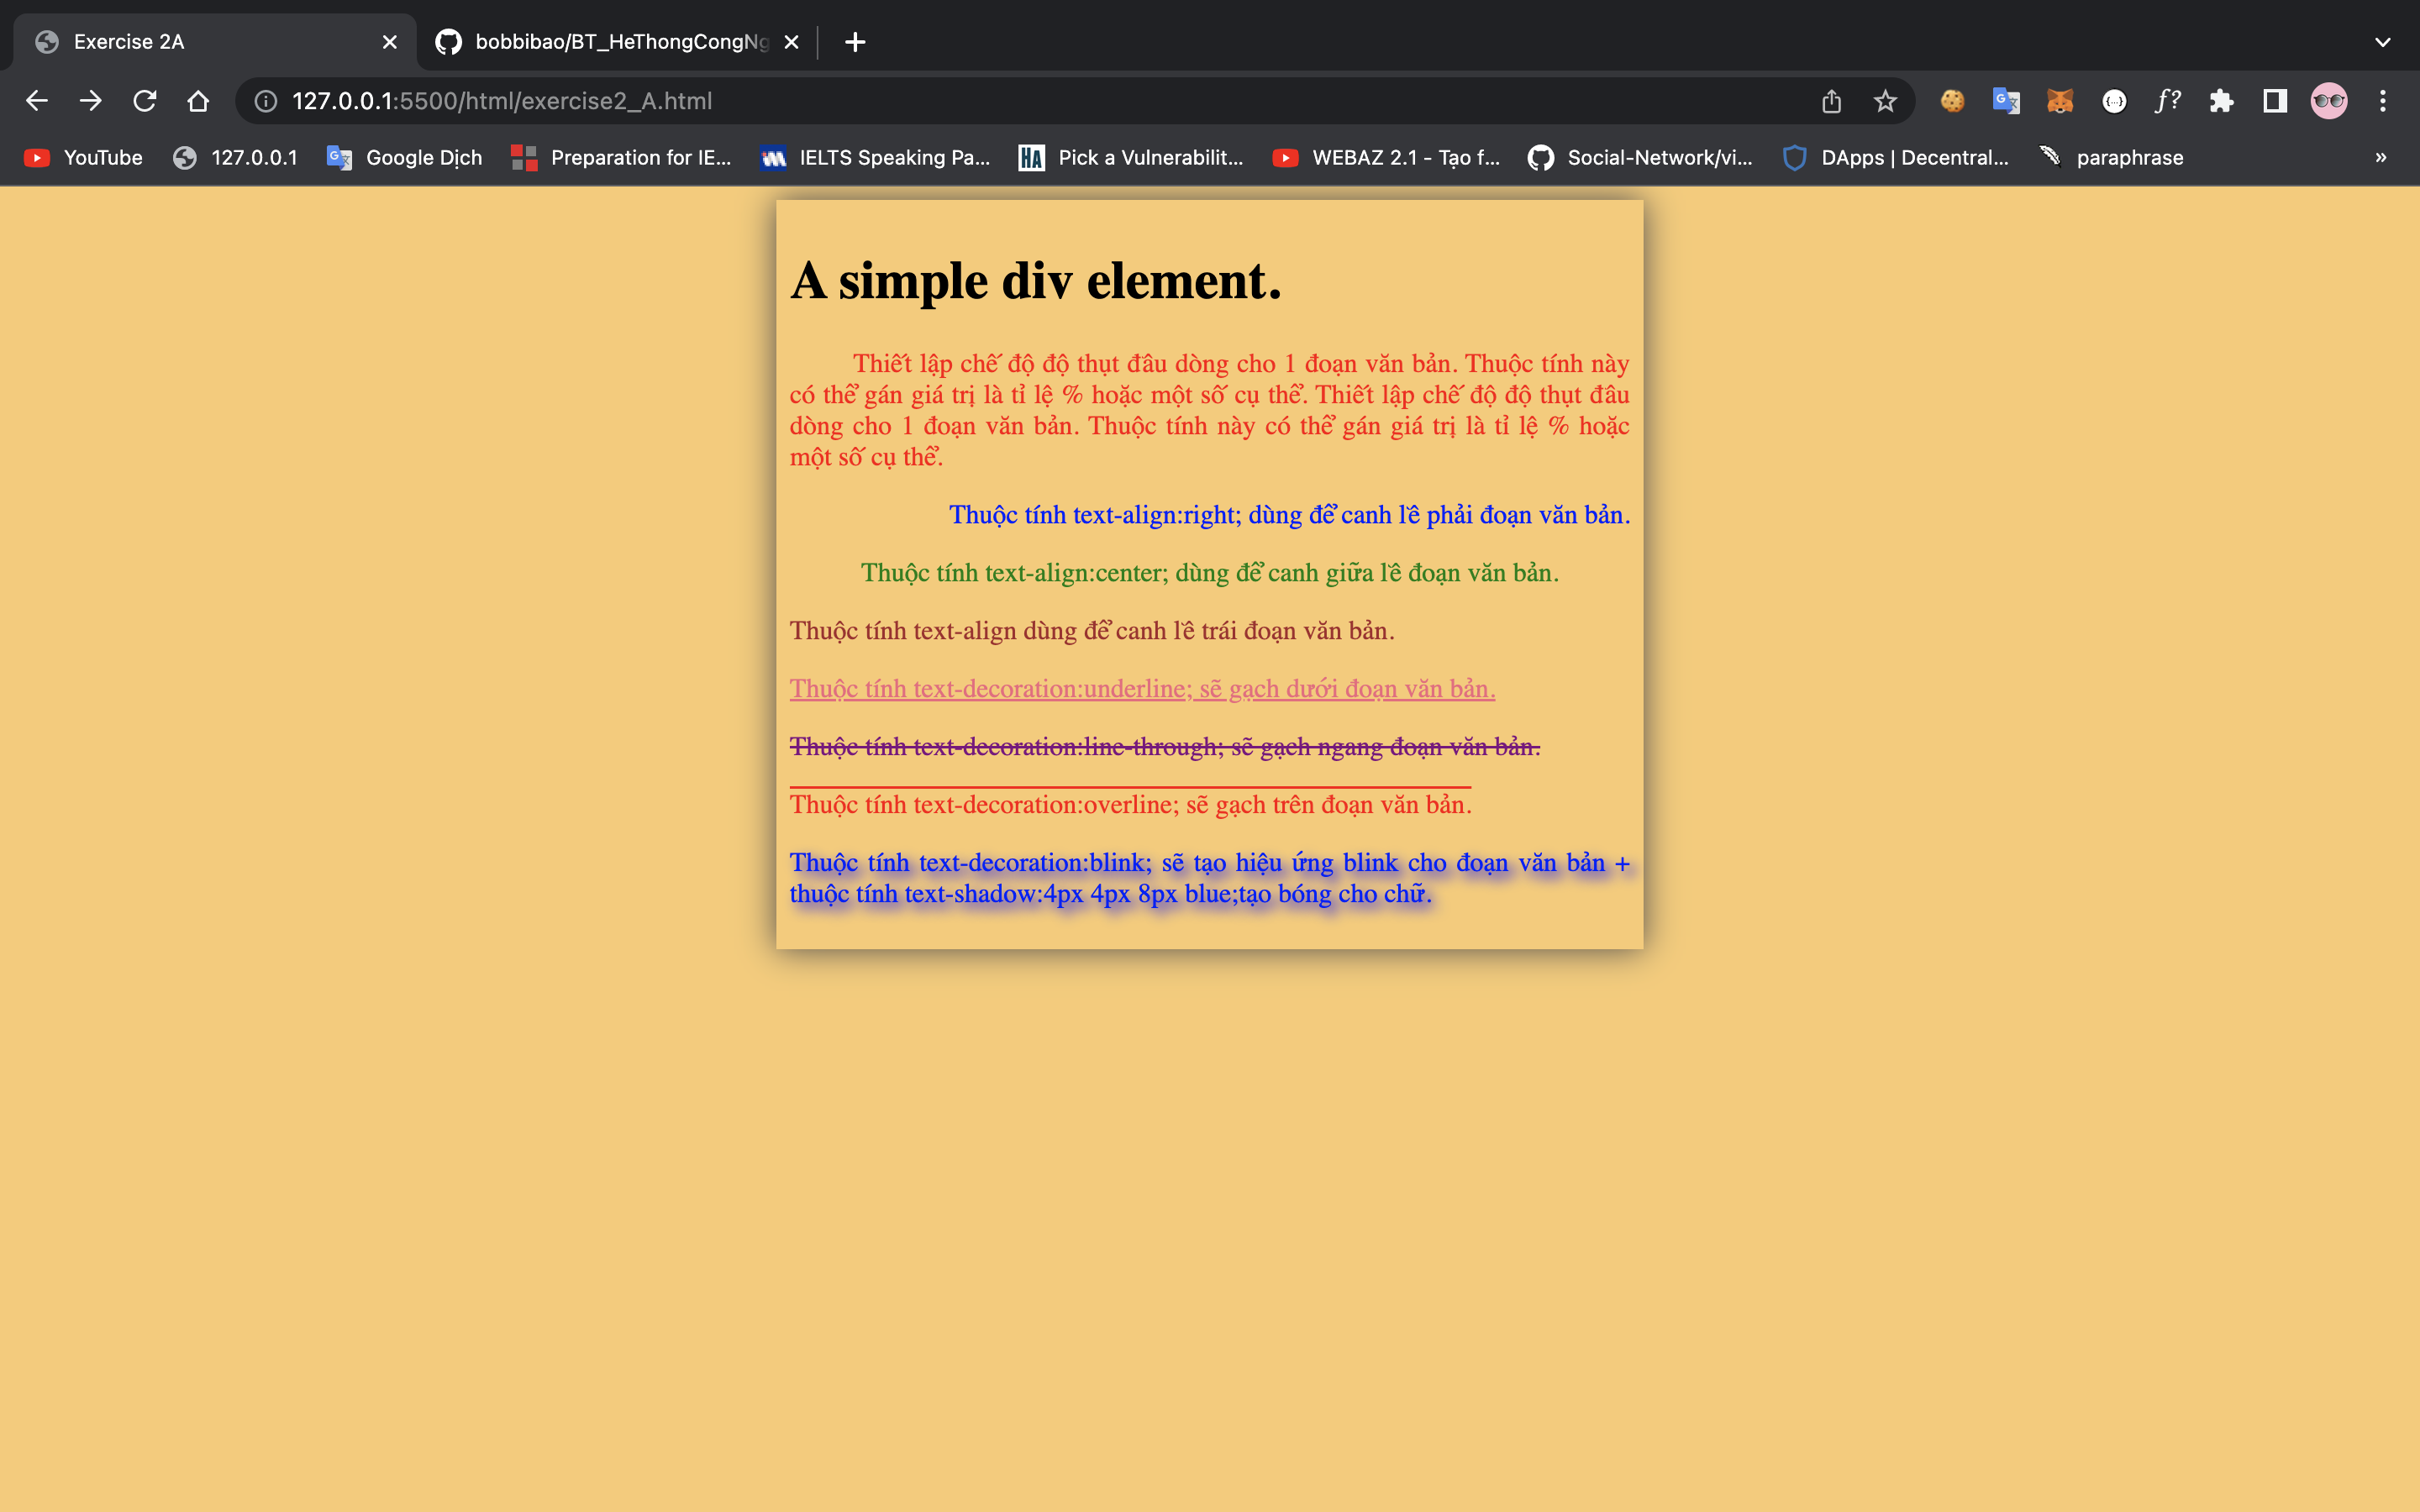 Exercise 2A
bobbibao/BT_HeThongCongNg
127.0.0.1:5500/html/exercise2_A.html
YouTube
127.0.0.1
Google Dịch
Preparation for IE...
IELTS Speaking Pa...
HA
Pick a Vulnerabilit...
WEBAZ 2.1 - Tạo f...
Social-Network/vi...
DApps | Decentral...
paraphrase
»
A simple div element.
Thiết lập chế độ độ thụt đầu dòng cho 1 đoạn văn bản. Thuộc tính này
có thể gán giá trị là tỉ lệ % hoặc một số cụ thể. Thiết lập chế độ độ thụt đầu
dòng cho 1 đoạn văn bản. Thuộc tính này có thể gán giá trị là tỉ lệ % hoặc
một số cụ thể.
Thuộc tính text-align:right; dùng để canh lề phải đoạn văn bản.
Thuộc tính text-align:center; dùng để canh giữa lề đoạn văn bản.
Thuộc tính text-align dùng để canh lề trái đoạn văn bản.
Thuộc tính text-decoration:underline; sẽ gạch dưới đoạn văn bản.
Thuộc tính text-decoration:line-through; sẽ gạch ngang đoạn văn bản.
Thuộc tính text-decoration:overline; sẽ gạch trên đoạn văn bản.
Thuộc tính text-decoration:blink; sẽ tạo hiệu ứng blink cho đoạn văn bản +
thuộc tính text-shadow:4px 4px 8px blue;tạo bóng cho chữ.